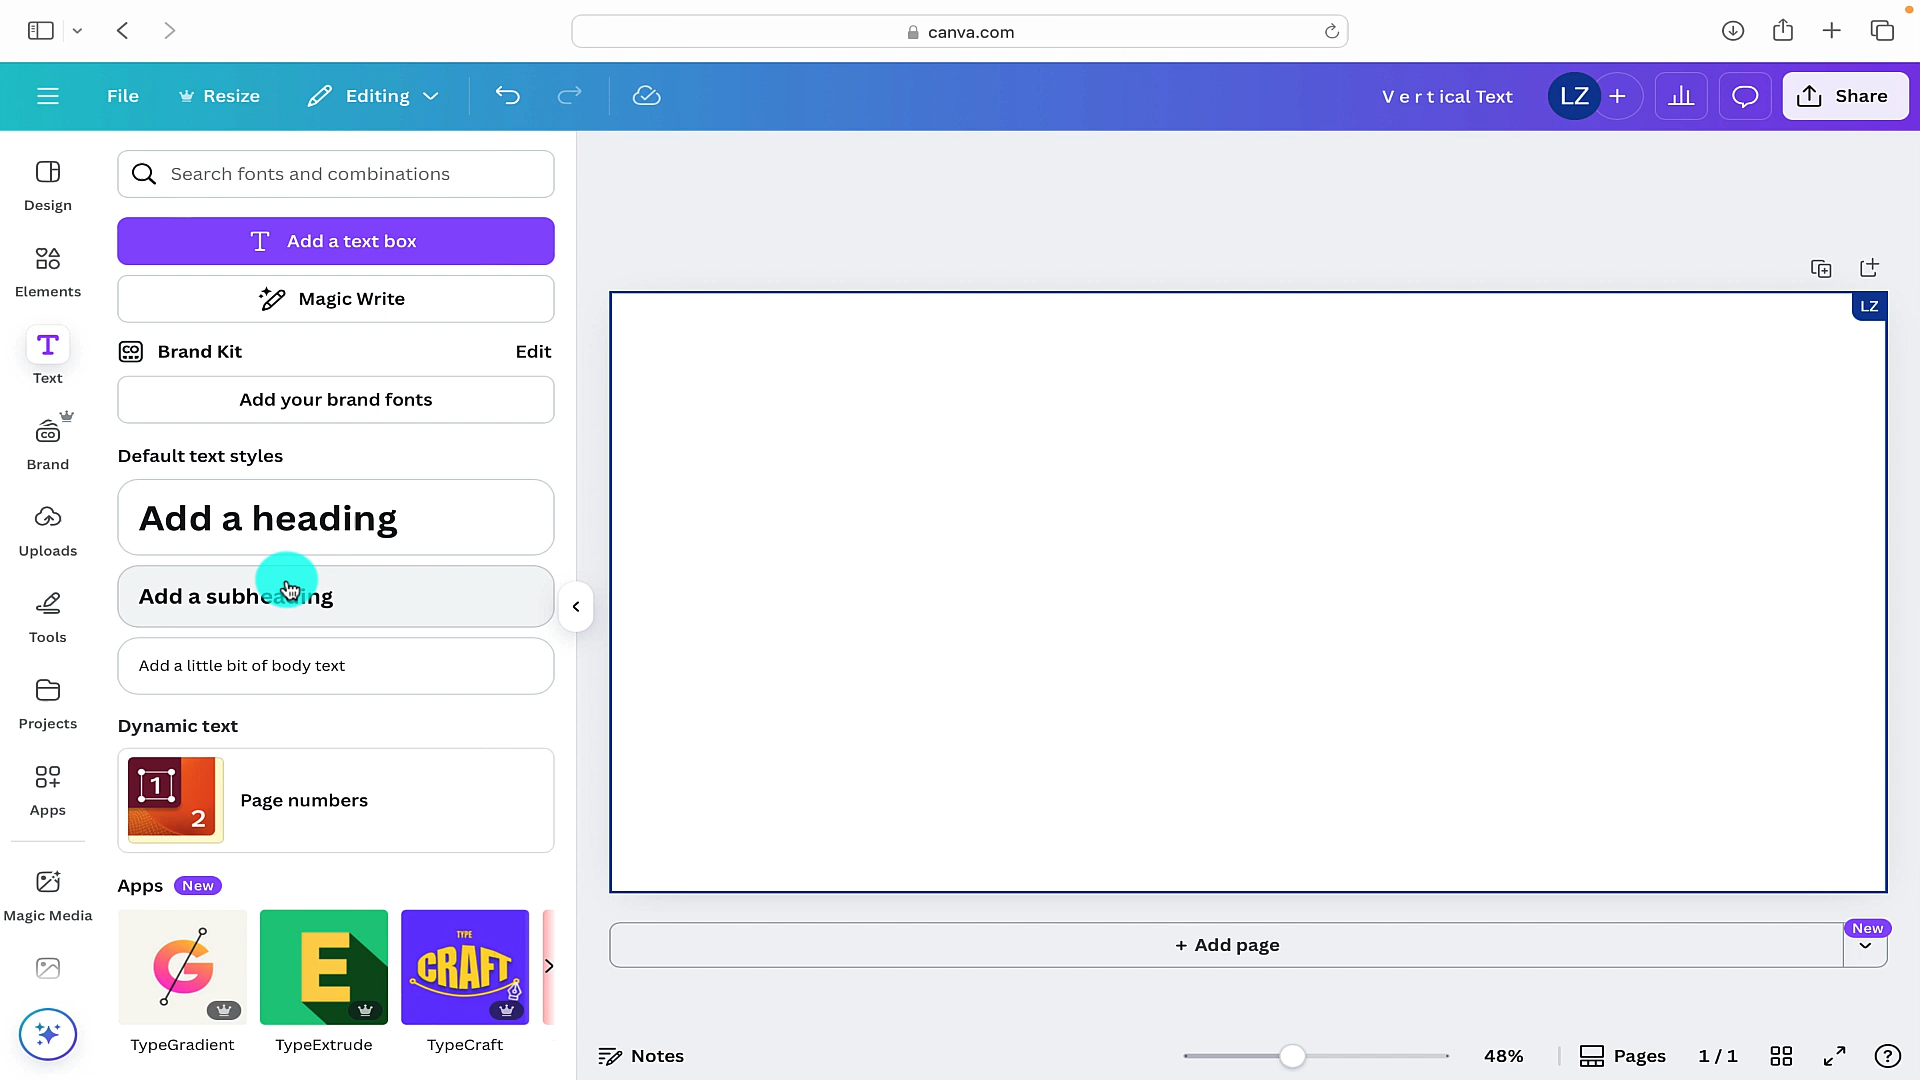 canva.com
File
Resize
Editing
V e r t ical Text
LZ
Share
Design
Elements
Text
Brand
Uploads
Tools
Projects
Apps
Magic Media
Search fonts and combinations
Add a text box
Magic Write
Brand Kit
Edit
Add your brand fonts
Default text styles
Add a heading
Add a subheading
Add a little bit of body text
Dynamic text
1
2
Page numbers
Apps
New
G
E
TYPE
CRAFT
TypeGradient
TypeExtrude
TypeCraft
LZ
+ Add page
New
Notes
48%
Pages
1 / 1